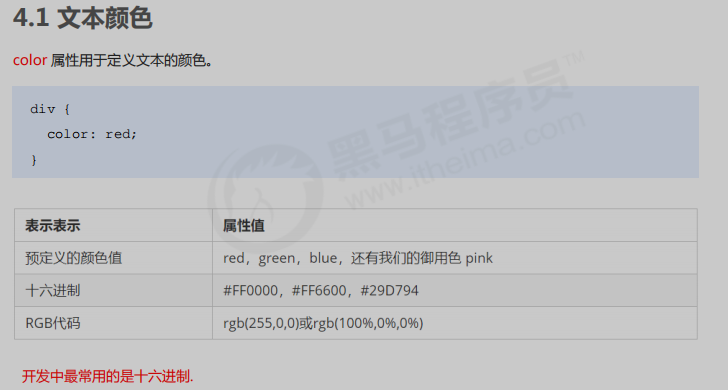 4.1 文本颜色
color 属性用于定义文本的颜色。
div {
color: red;
}
黑马程序员™
www.itheima.com
表示表示 属性值
预定义的颜色值 red，green，blue，还有我们的御用色 pink
十六进制 #FF0000，#FF6600，#29D794
RGB代码 rgb(255,0,0)或rgb(100%,0%,0%)
开发中最常用的是十六进制.